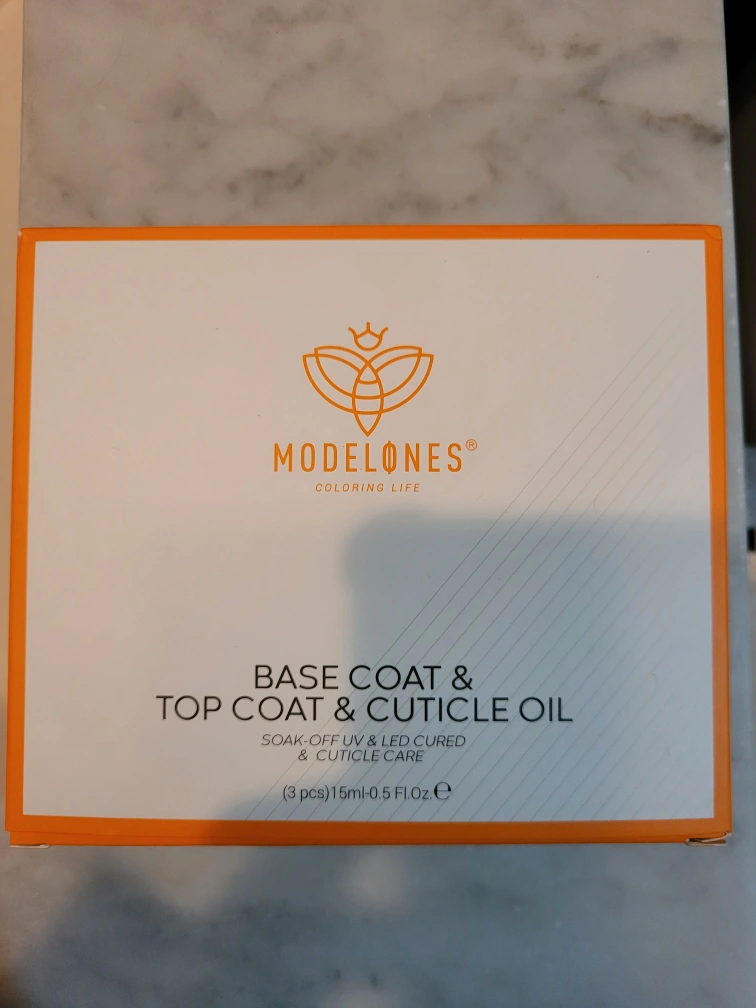 MODELONES®
COLORING LIFE
BASE COAT &
TOP COAT & CUTICLE OIL
SOAK-OFF UV & LED CURED
& CUTICLE CARE
(3 pcs)15ml-0.5 Fl.Oz.℮